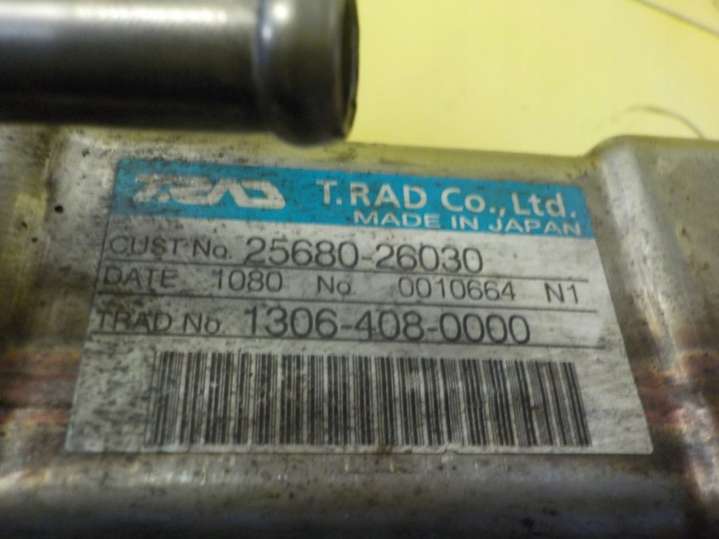 T.RAD
T.RAD Co.,Ltd.
MADE IN JAPAN
CUST No. 25680-26030
DATE 1080 No. 0010664 N1
TRAD No. 1306-408-0000